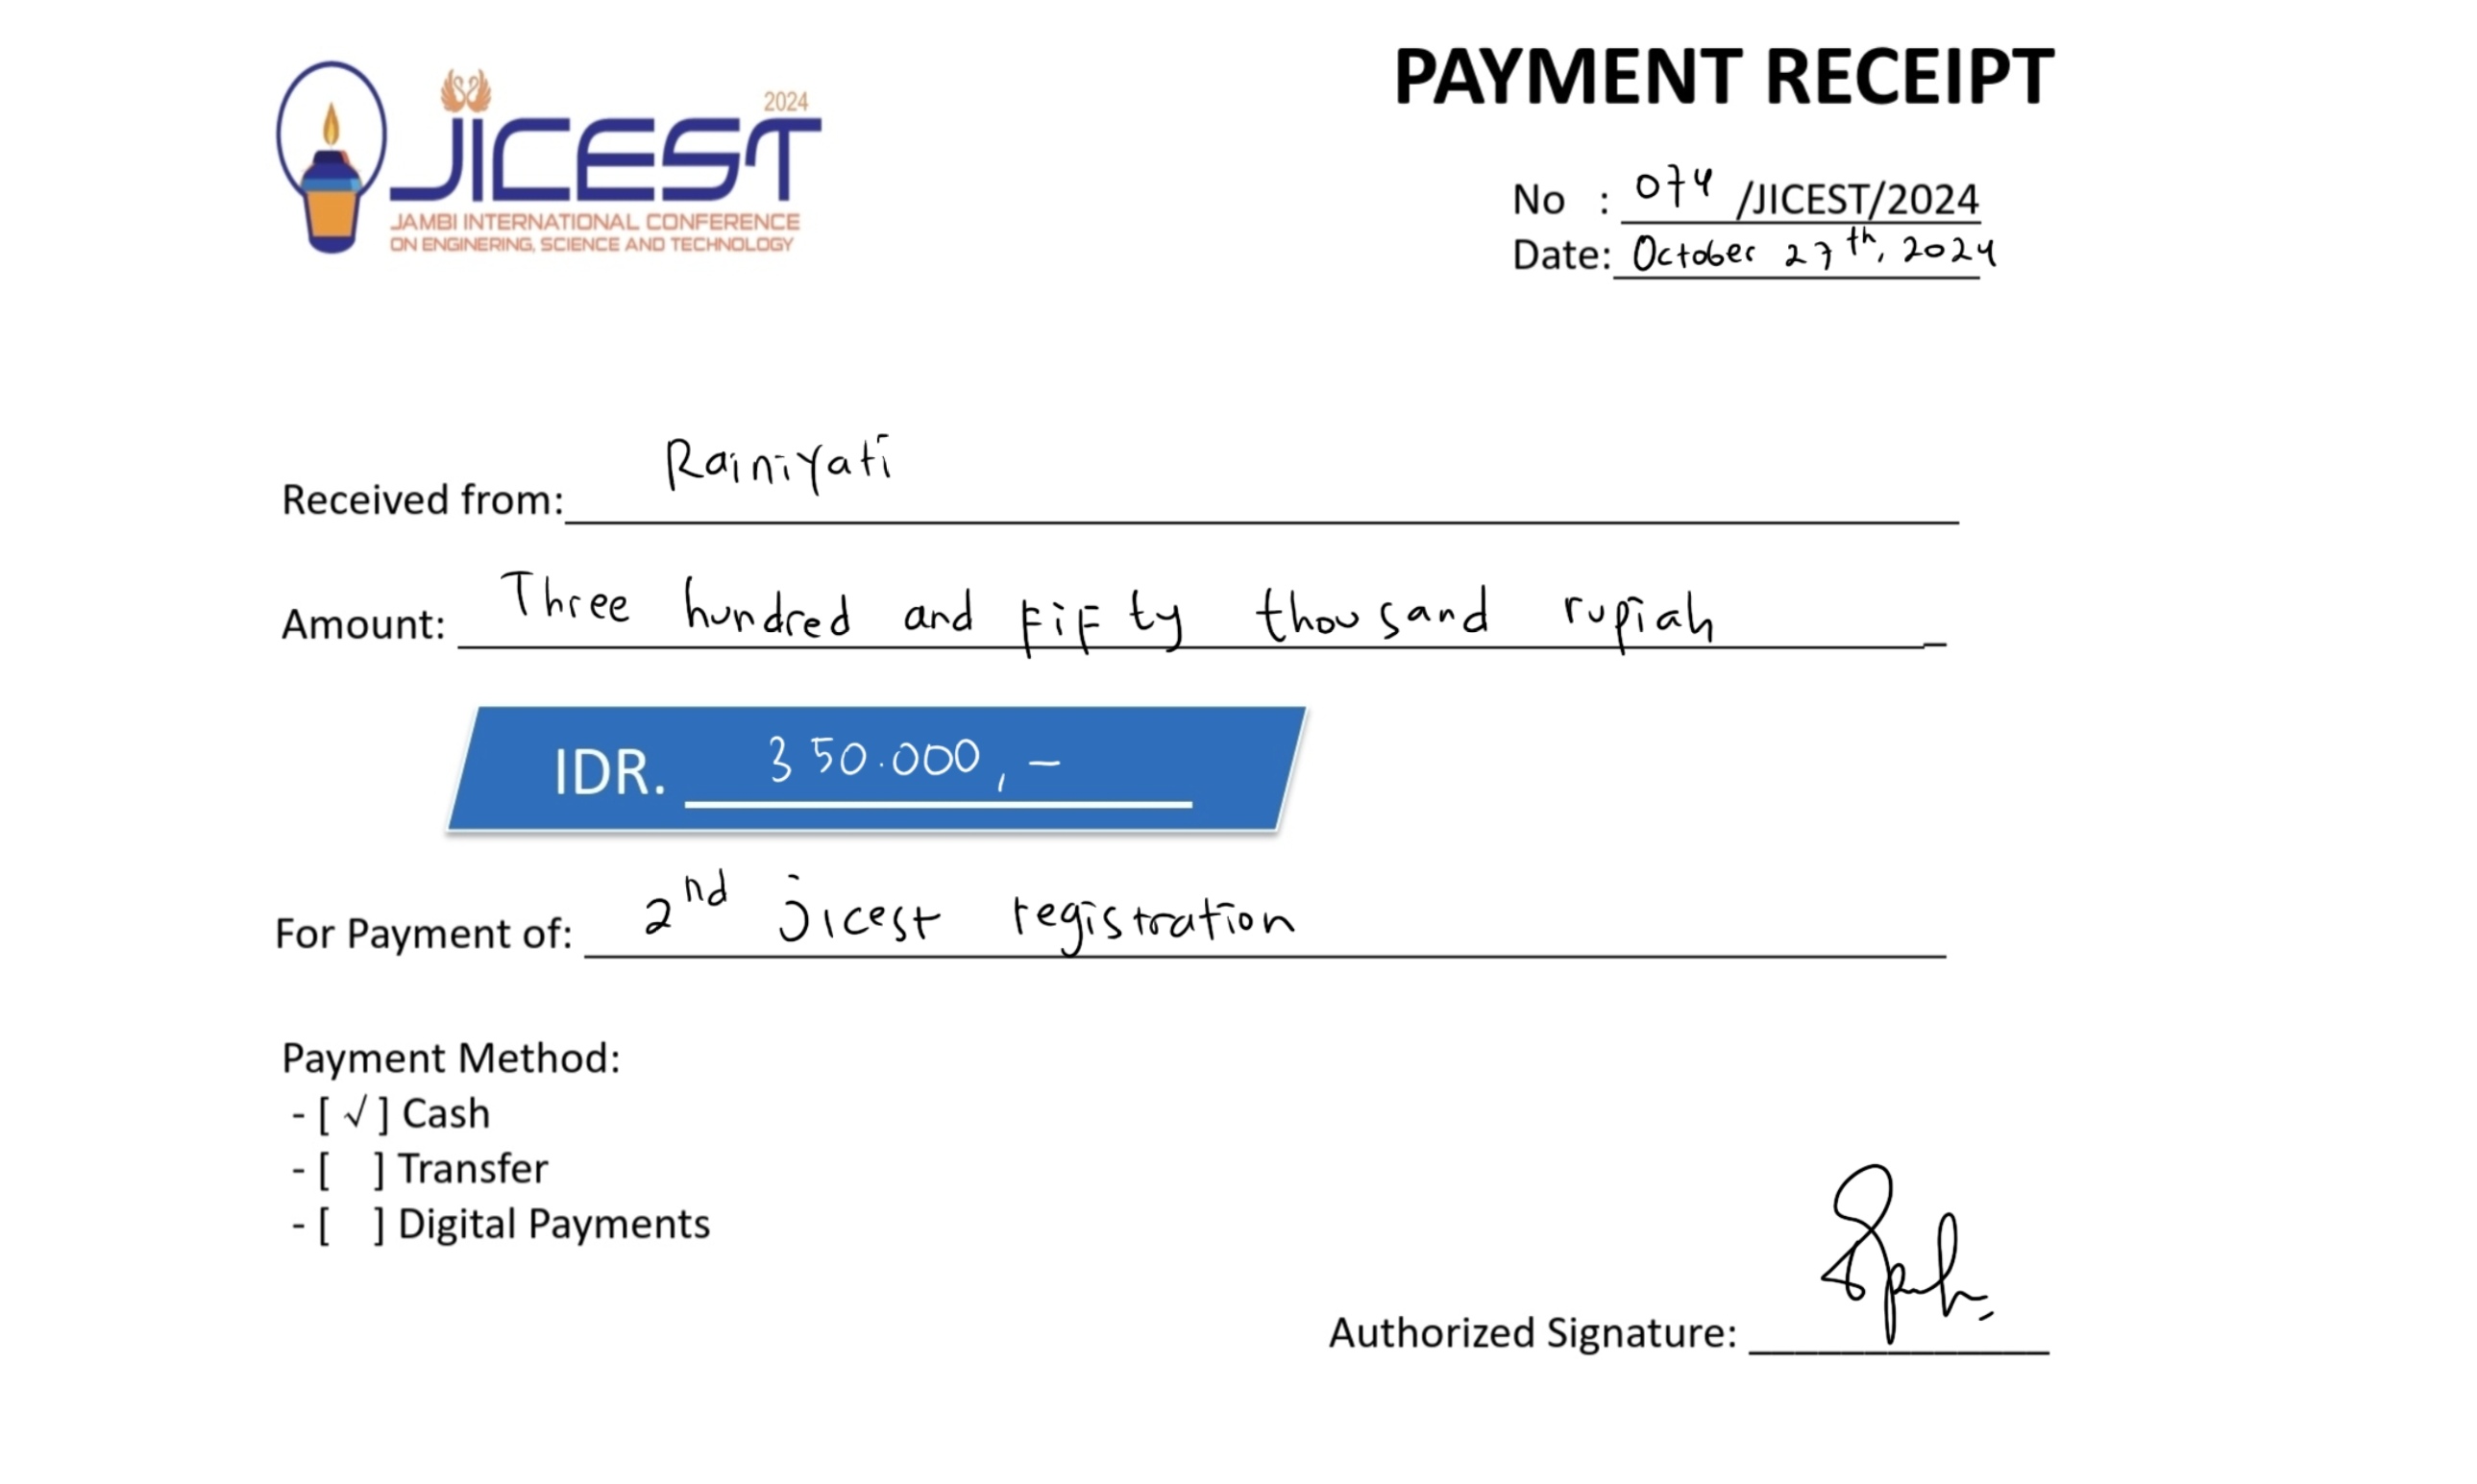 2024
JICEST
JAMBI INTERNATIONAL CONFERENCE
ON ENGINERING, SCIENCE AND TECHNOLOGY
PAYMENT RECEIPT
No : 074 /JICEST/2024
Date: October 27th, 2024
Received from: Rainiyati
Amount: Three hundred and fifty thousand rupiah
IDR. 350.000,-
For Payment of: 2nd jicest registration
Payment Method:
- [ √ ] Cash
- [ ] Transfer
- [ ] Digital Payments
Authorized Signature: